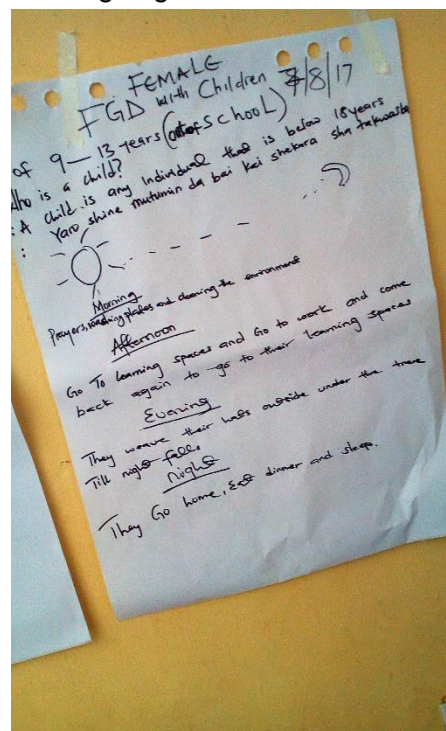 FEMALE
FGD with Children 7/8/17
of 9-13 years (out of School)
Who is a child?
: A child is any individual that is below 18 years
: Yaro shine mutumin da bai kai shekara sha takwas ba
Morning
Prayers, washing plates and cleaning the environment
Afternoon
Go To learning spaces and Go to work and come
back again to go to their learning spaces
Evening
They weave their hats outside under the tree
Till night falls
Night
They Go home, Eat dinner and sleep.